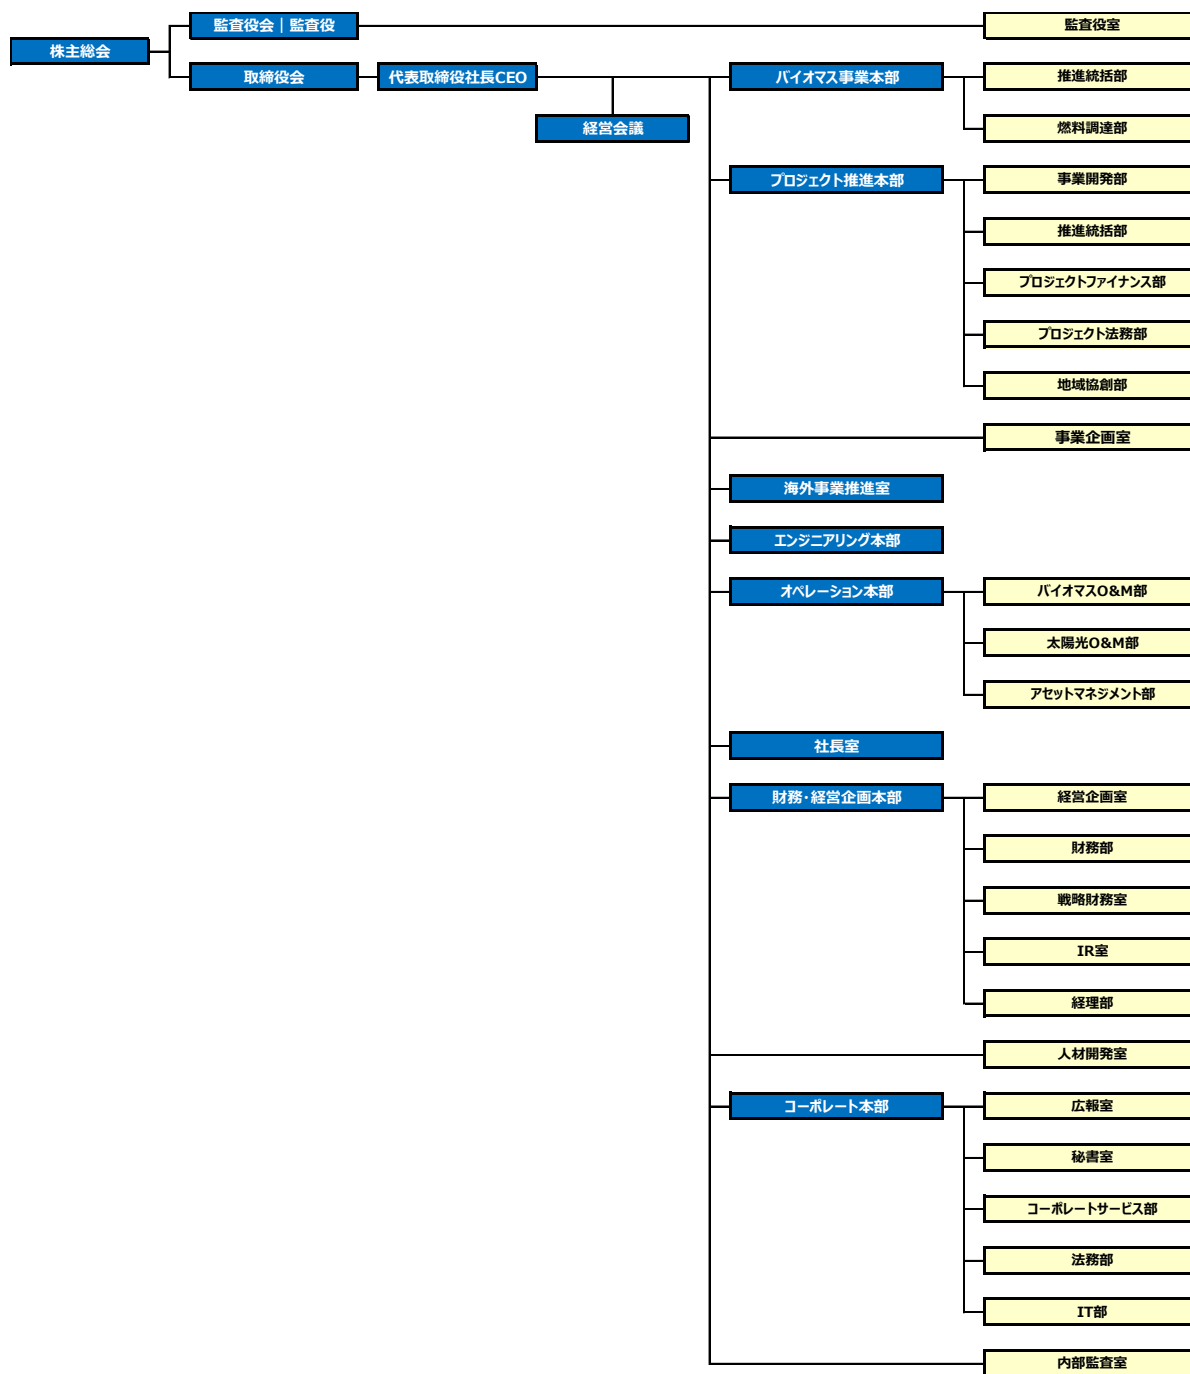 監査役会｜監査役
監査役室
株主総会
取締役会
代表取締役社長CEO
バイオマス事業本部
推進統括部
経営会議
燃料調達部
プロジェクト推進本部
事業開発部
推進統括部
プロジェクトファイナンス部
プロジェクト法務部
地域協創部
事業企画室
海外事業推進室
エンジニアリング本部
オペレーション本部
バイオマスO&M部
太陽光O&M部
アセットマネジメント部
社長室
財務・経営企画本部
経営企画室
財務部
戦略財務室
IR室
経理部
人材開発室
コーポレート本部
広報室
秘書室
コーポレートサービス部
法務部
IT部
内部監査室